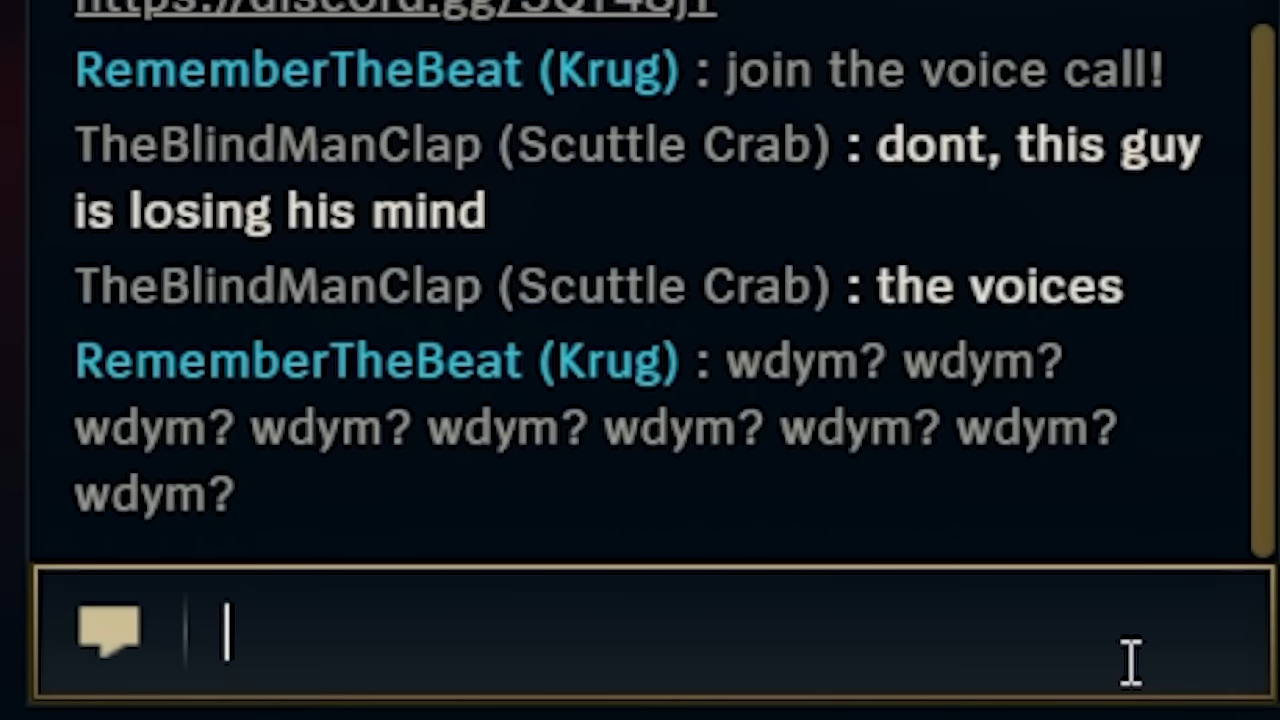 RememberTheBeat (Krug) : join the voice call!
TheBlindManClap (Scuttle Crab) : dont, this guy
is losing his mind
TheBlindManClap (Scuttle Crab) : the voices
RememberTheBeat (Krug) : wdym? wdym?
wdym? wdym? wdym? wdym? wdym? wdym?
wdym?